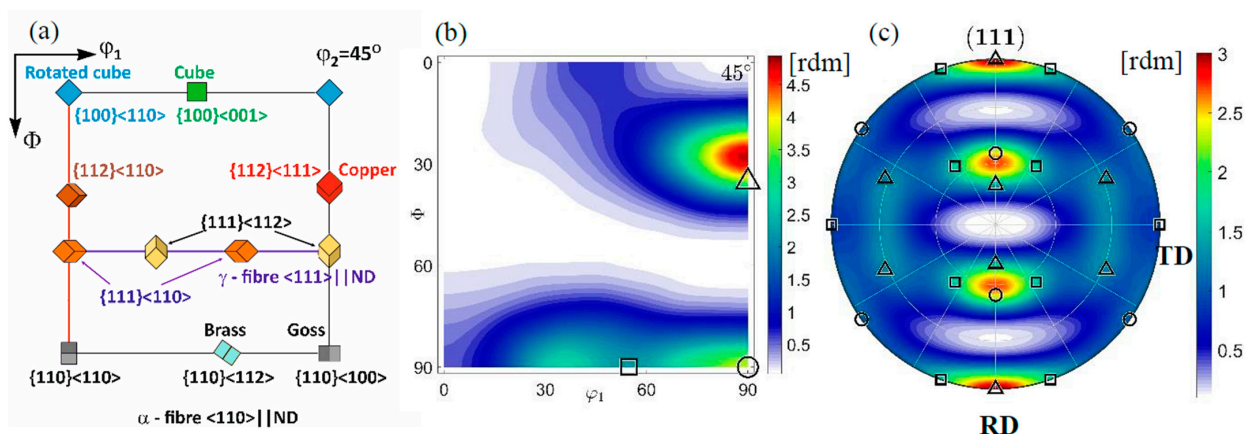 (a)
φ1
φ2=45°
Rotated cube
Cube
{100}<110>
{100}<001>
Φ
{112}<110>
{112}<111>
Copper
{111}<112>
γ - fibre <111>||ND
{111}<110>
Brass
Goss
{110}<110>
{110}<112>
{110}<100>
α - fibre <110>||ND
(b)
45°
[rdm]
0
30
60
90
Φ
0
30
60
90
φ1
4.5
4
3.5
3
2.5
2
1.5
1
0.5
(c)
(111)
[rdm]
TD
RD
3
2.5
2
1.5
1
0.5